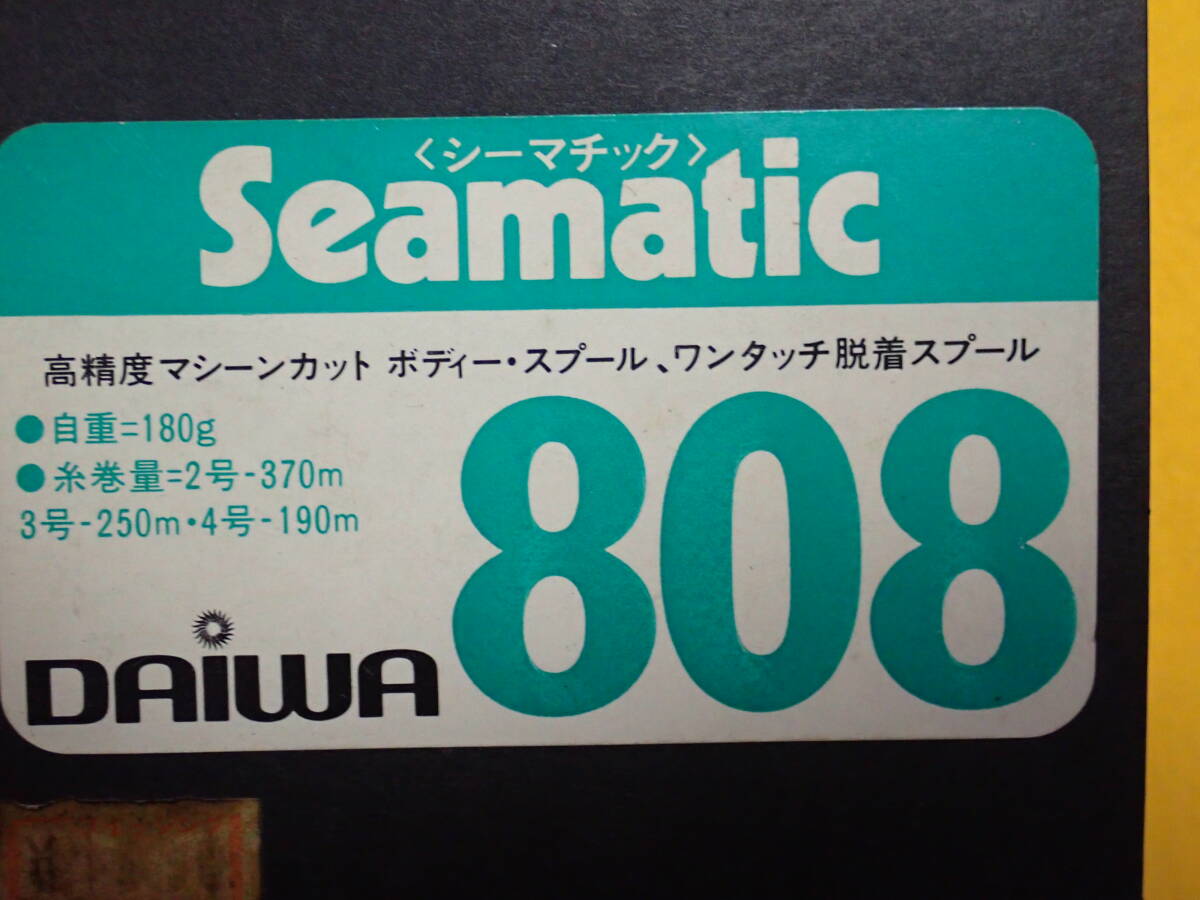 〈シーマチック〉
Seamatic
高精度マシーンカット ボディー・スプール、ワンタッチ脱着スプール
●自重=180g
●糸巻量=2号-370m
3号-250m・4号-190m
808
DAIWA